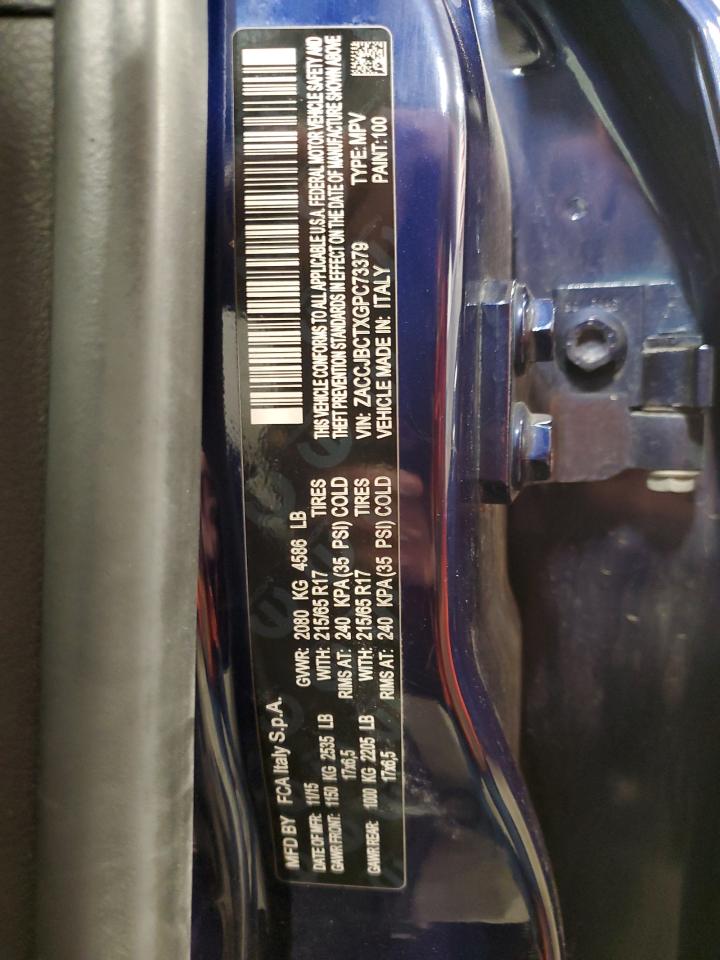 MFD BY FCA Italy S.p.A.
DATE OF MFR: 11/15 GVWR: 2080 KG 4586 LB
GAWR FRONT: 1150 KG 2535 LB WITH: 215/65 R17 TIRES
17x6,5 RIMS AT: 240 KPA (35 PSI) COLD
GAWR REAR: 1000 KG 2205 LB WITH: 215/65 R17 TIRES
17x6,5 RIMS AT: 240 KPA (35 PSI) COLD
THIS VEHICLE CONFORMS TO ALL APPLICABLE U.S.A. FEDERAL MOTOR VEHICLE SAFETY AND
THEFT PREVENTION STANDARDS IN EFFECT ON THE DATE OF MANUFACTURE SHOWN ABOVE
VIN: ZACCJBCTXGPC73379 TYPE: MPV
VEHICLE MADE IN: ITALY PAINT: 100